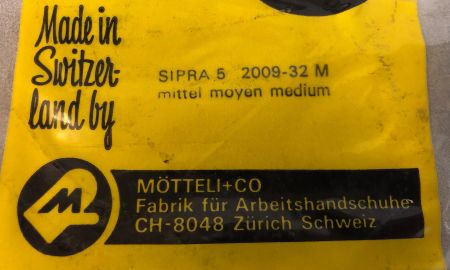 Made in
Switzer-
land by
SIPRA 5 2009-32 M
mittel moyen medium
M
MÖTTELI+CO
Fabrik für Arbeitshandschuhe
CH-8048 Zürich Schweiz